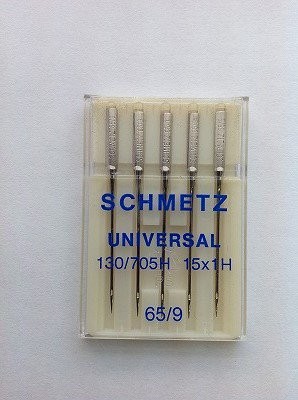 SCHMETZ
UNIVERSAL
130/705H 15x1H
65/9